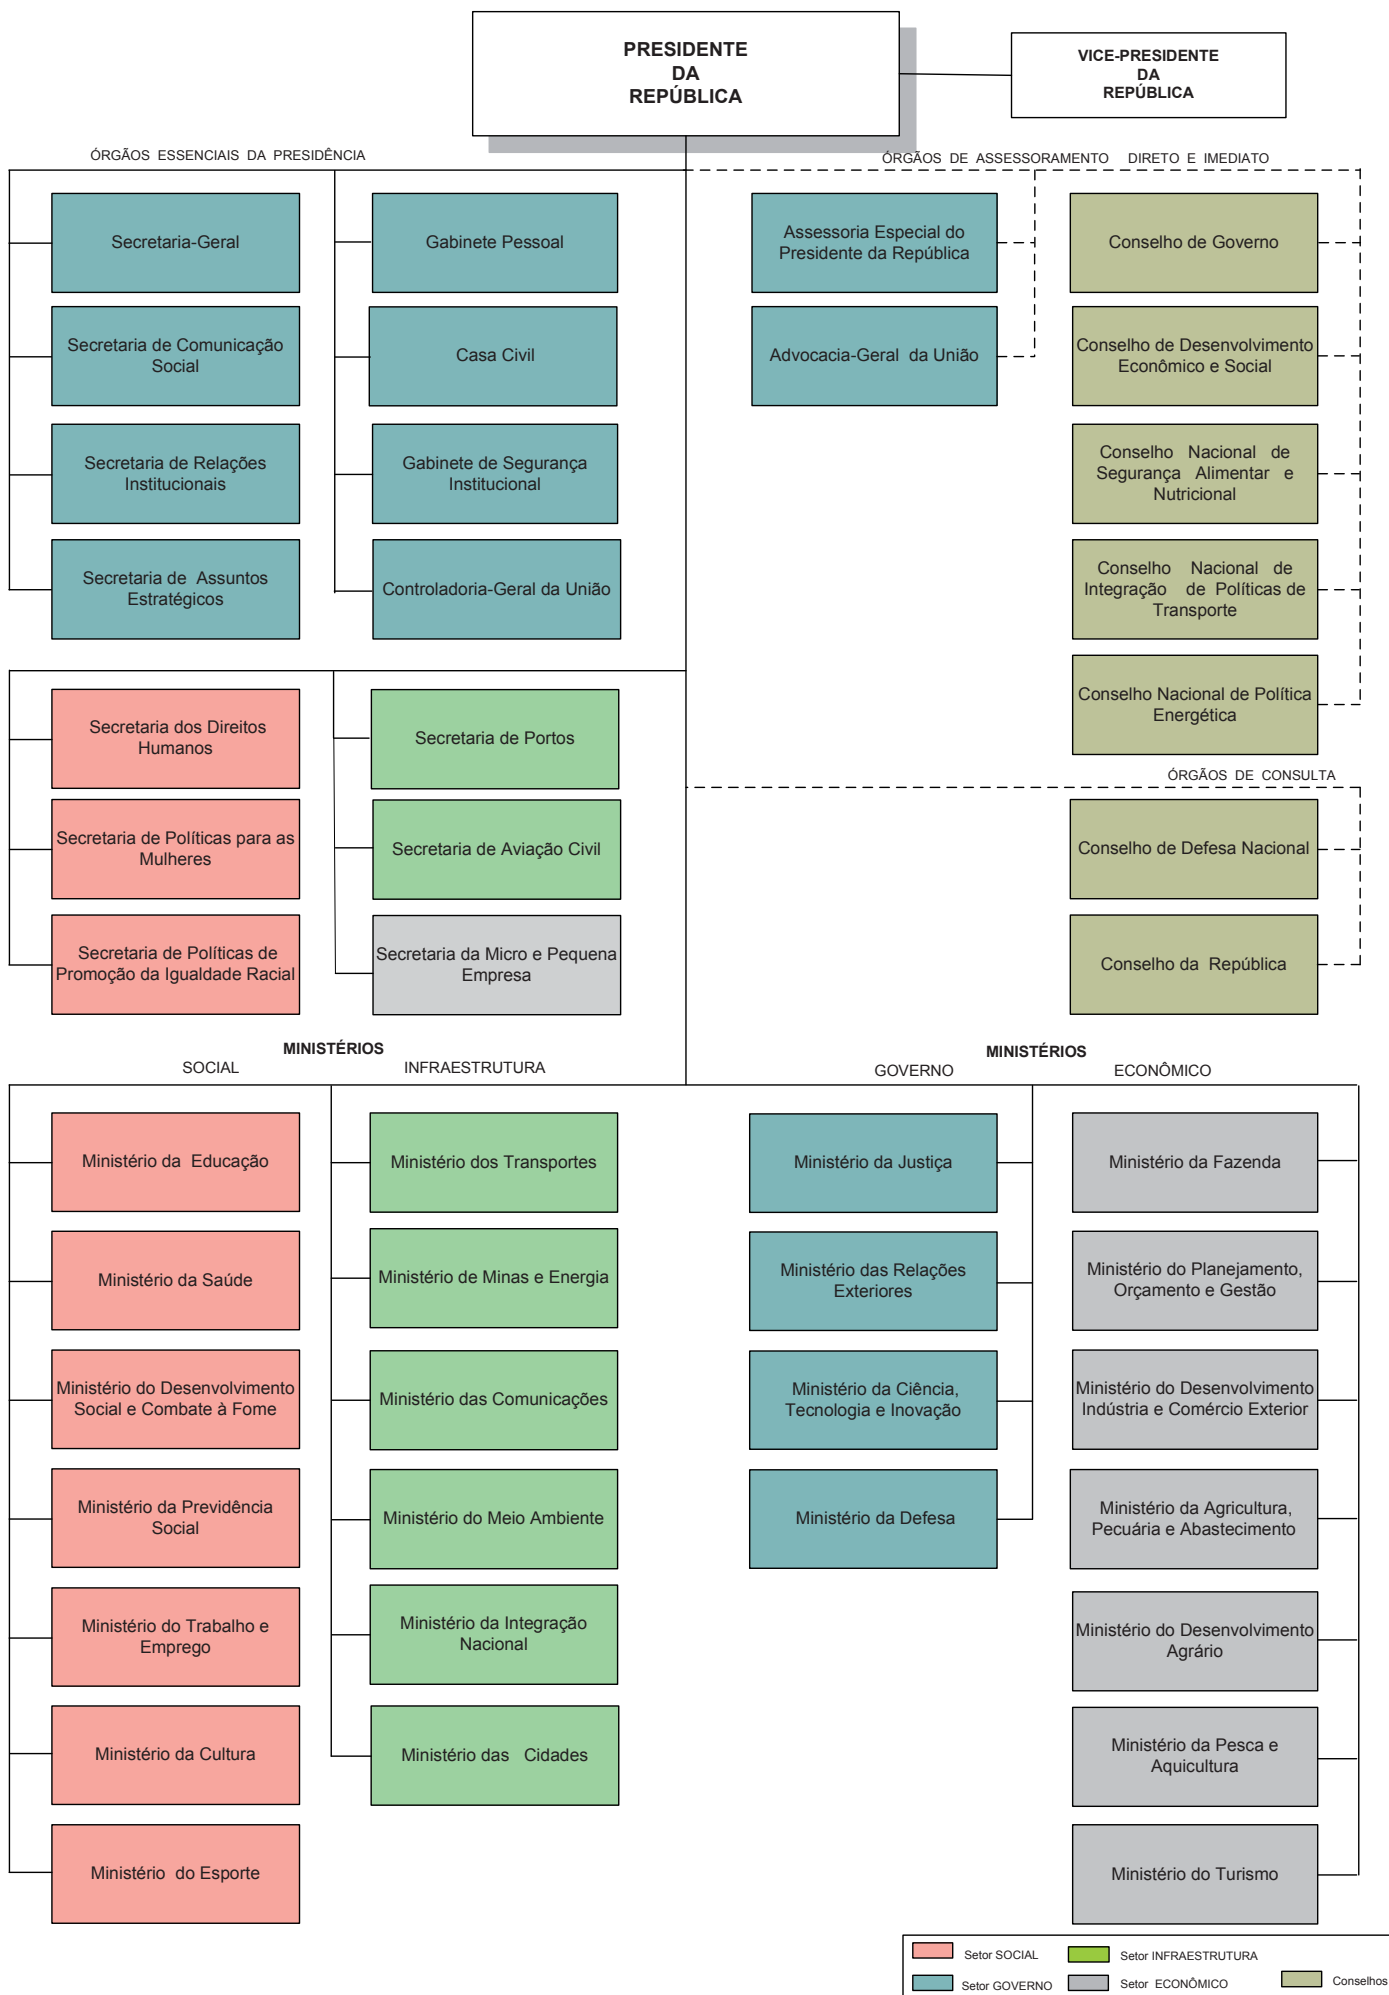 PRESIDENTE
DA
REPÚBLICA
VICE-PRESIDENTE
DA
REPÚBLICA
ÓRGÃOS ESSENCIAIS DA PRESIDÊNCIA
Secretaria-Geral
Gabinete Pessoal
Secretaria de Comunicação
Social
Casa Civil
Secretaria de Relações
Institucionais
Gabinete de Segurança
Institucional
Secretaria de Assuntos
Estratégicos
Controladoria-Geral da União
ÓRGÃOS DE ASSESSORAMENTO DIRETO E IMEDIATO
Assessoria Especial do
Presidente da República
Advocacia-Geral da União
Conselho de Governo
Conselho de Desenvolvimento
Econômico e Social
Conselho Nacional de
Segurança Alimentar e
Nutricional
Conselho Nacional de
Integração de Políticas de
Transporte
Conselho Nacional de Política
Energética
Secretaria dos Direitos
Humanos
Secretaria de Portos
Secretaria de Políticas para as
Mulheres
Secretaria de Aviação Civil
Secretaria de Políticas de
Promoção da Igualdade Racial
Secretaria da Micro e Pequena
Empresa
ÓRGÃOS DE CONSULTA
Conselho de Defesa Nacional
Conselho da República
MINISTÉRIOS
SOCIAL
INFRAESTRUTURA
Ministério da Educação
Ministério dos Transportes
Ministério da Saúde
Ministério de Minas e Energia
Ministério do Desenvolvimento
Social e Combate à Fome
Ministério das Comunicações
Ministério da Previdência
Social
Ministério do Meio Ambiente
Ministério do Trabalho e
Emprego
Ministério da Integração
Nacional
Ministério da Cultura
Ministério das Cidades
Ministério do Esporte
MINISTÉRIOS
GOVERNO
ECONÔMICO
Ministério da Justiça
Ministério da Fazenda
Ministério das Relações
Exteriores
Ministério do Planejamento,
Orçamento e Gestão
Ministério da Ciência,
Tecnologia e Inovação
Ministério do Desenvolvimento
Indústria e Comércio Exterior
Ministério da Defesa
Ministério da Agricultura,
Pecuária e Abastecimento
Ministério do Desenvolvimento
Agrário
Ministério da Pesca e
Aquicultura
Ministério do Turismo
Setor SOCIAL
Setor INFRAESTRUTURA
Setor GOVERNO
Setor ECONÔMICO
Conselhos